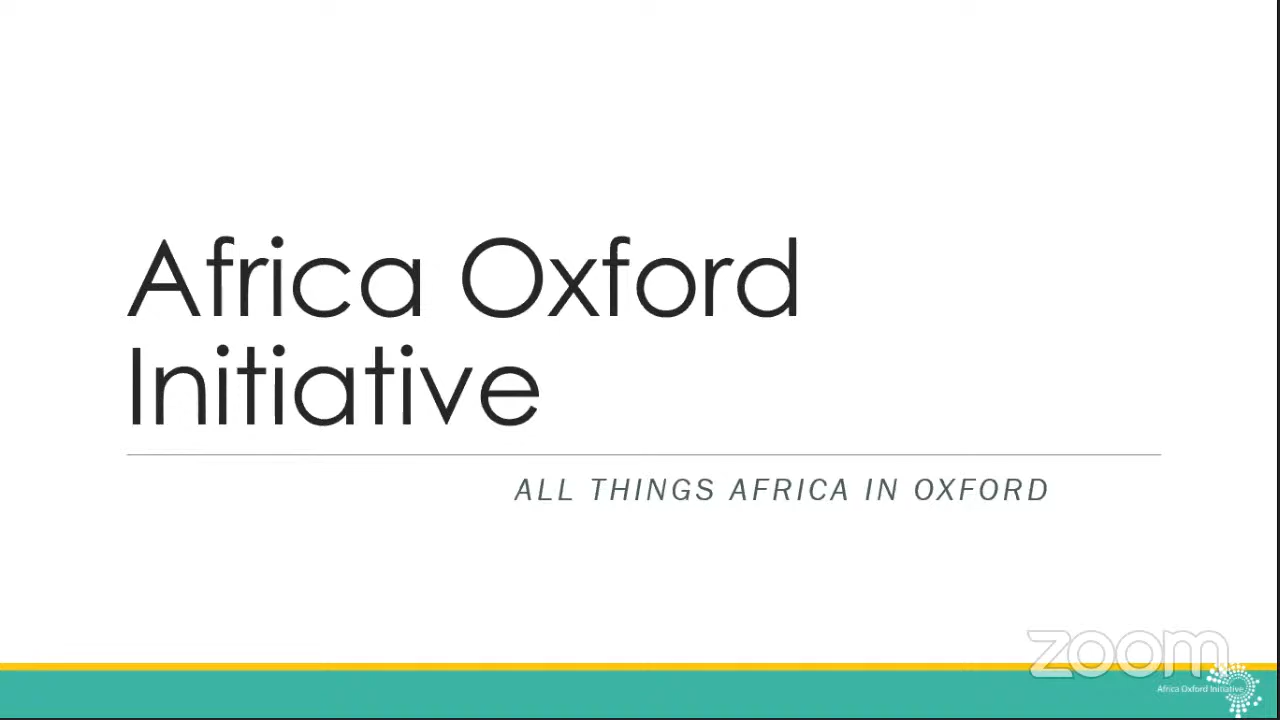 Africa Oxford
Initiative
ALL THINGS AFRICA IN OXFORD
zoom
Africa Oxford Initiative